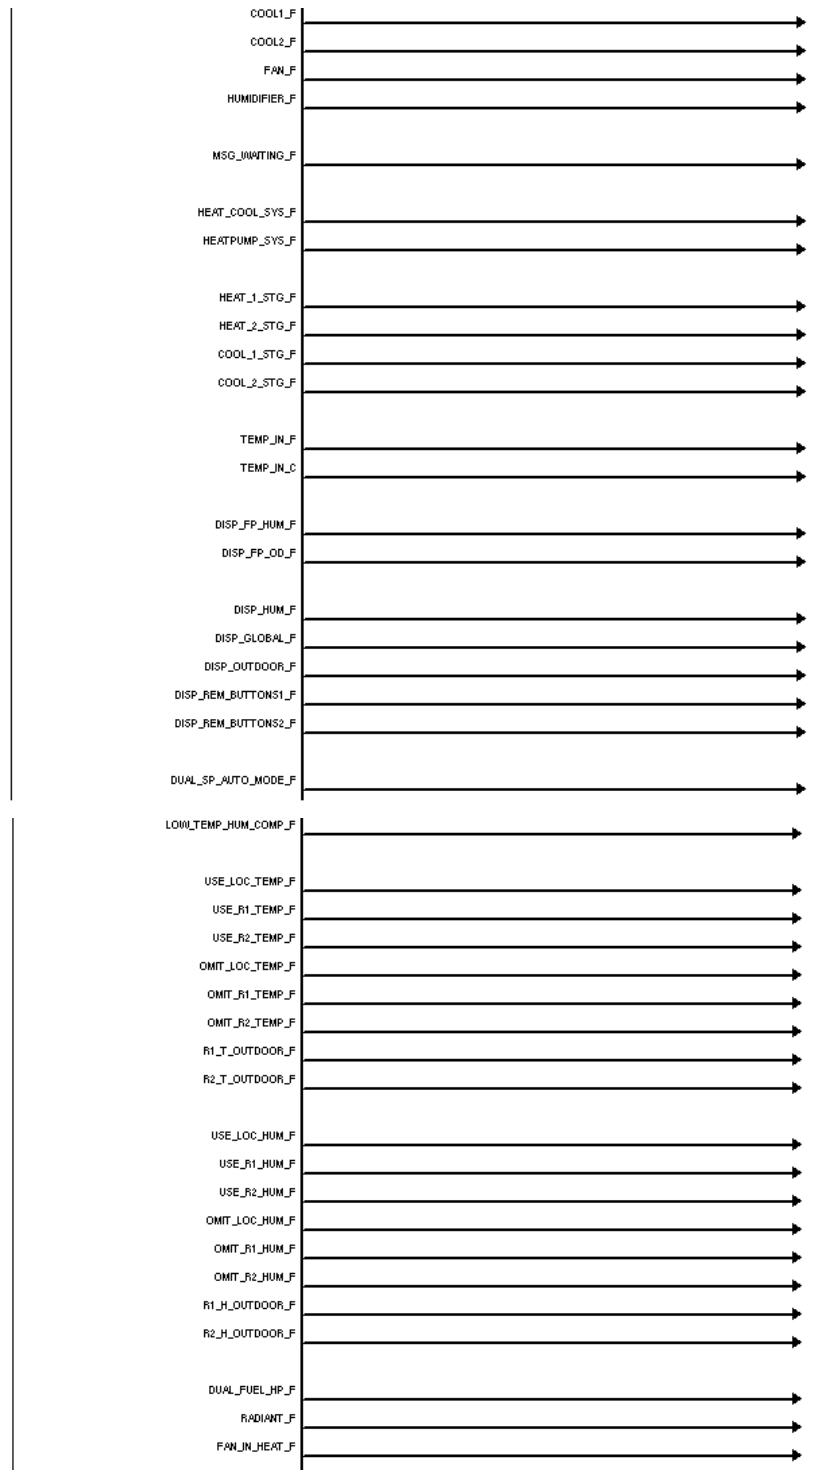 COOL1_F
COOL2_F
FAN_F
HUMIDIFIER_F
MSG_WAITING_F
HEAT_COOL_SYS_F
HEATPUMP_SYS_F
HEAT_1_STG_F
HEAT_2_STG_F
COOL_1_STG_F
COOL_2_STG_F
TEMP_IN_F
TEMP_IN_C
DISP_FP_HUM_F
DISP_FP_OD_F
DISP_HUM_F
DISP_GLOBAL_F
DISP_OUTDOOR_F
DISP_REM_BUTTONS1_F
DISP_REM_BUTTONS2_F
DUAL_SP_AUTO_MODE_F
LOW_TEMP_HUM_COMP_F
USE_LOC_TEMP_F
USE_R1_TEMP_F
USE_R2_TEMP_F
OMIT_LOC_TEMP_F
OMIT_R1_TEMP_F
OMIT_R2_TEMP_F
R1_T_OUTDOOR_F
R2_T_OUTDOOR_F
USE_LOC_HUM_F
USE_R1_HUM_F
USE_R2_HUM_F
OMIT_LOC_HUM_F
OMIT_R1_HUM_F
OMIT_R2_HUM_F
R1_H_OUTDOOR_F
R2_H_OUTDOOR_F
DUAL_FUEL_HP_F
RADIANT_F
FAN_IN_HEAT_F